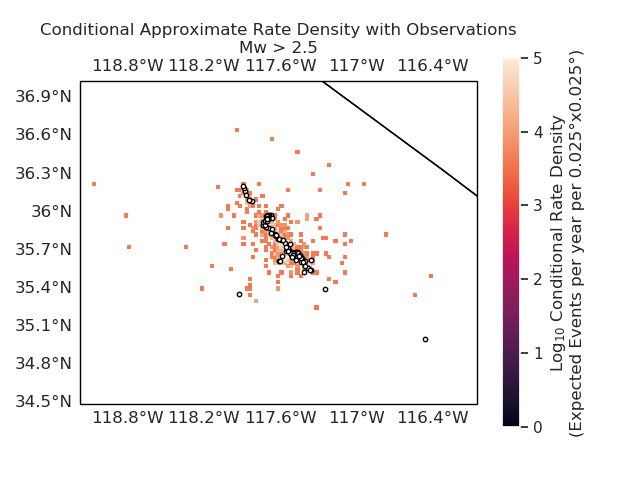 Conditional Approximate Rate Density with Observations
Mw > 2.5
118.8°W 118.2°W 117.6°W 117°W 116.4°W
36.9°N
36.6°N
36.3°N
36°N
35.7°N
35.4°N
35.1°N
34.8°N
34.5°N
118.8°W 118.2°W 117.6°W 117°W 116.4°W
5
4
3
2
1
0
Log₁₀ Conditional Rate Density
(Expected Events per year per 0.025°x0.025°)